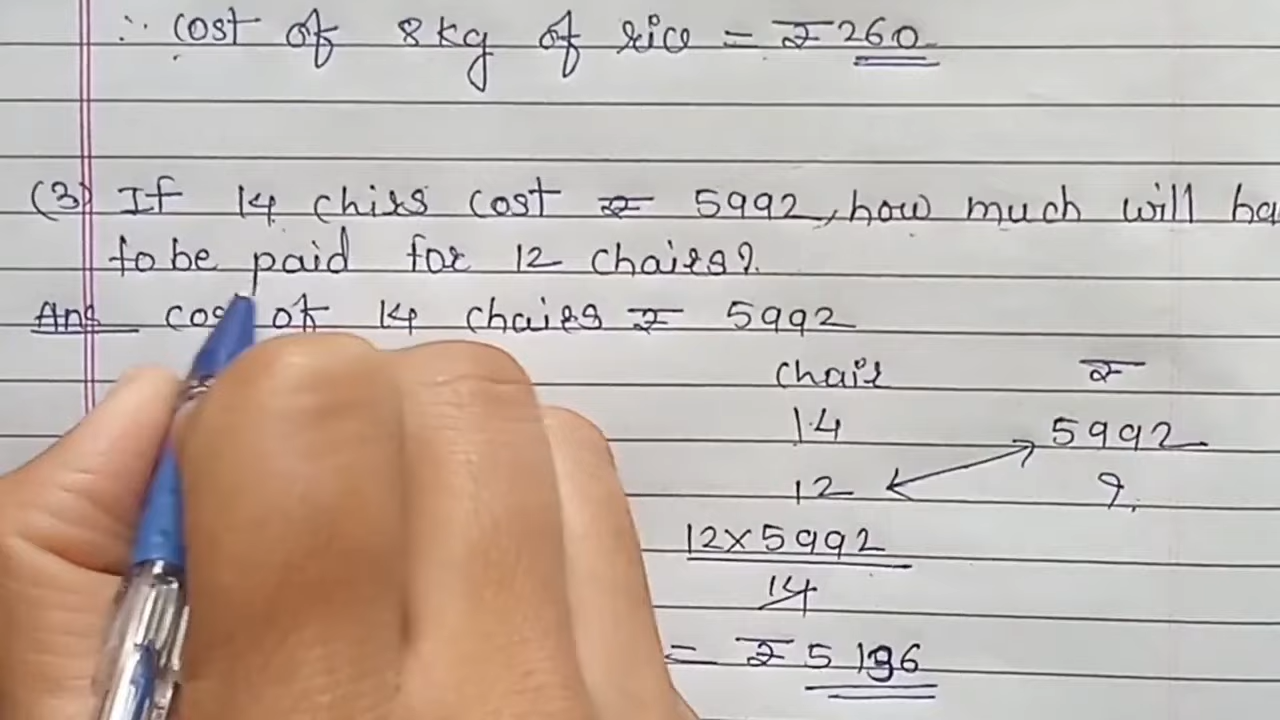 ∴ cost of 8kg of rice = ₹ 260
(3) If 14 chirs cost ₹ 5992, how much will ha
to be paid for 12 chairs?
Ans cost of 14 chairs ₹ 5992
chair ₹
14 5992
12 ?
12×5992
14
= ₹ 5136